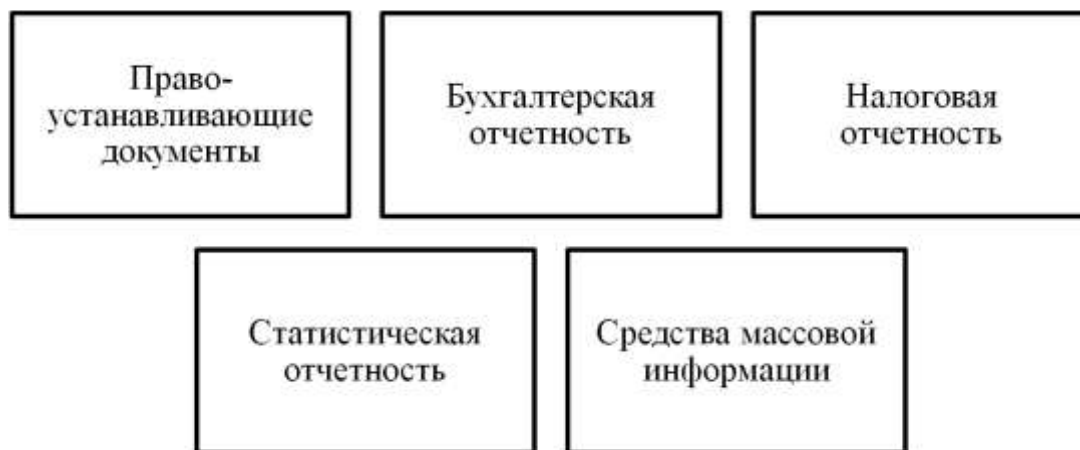 Право-
устанавливающие
документы
Бухгалтерская
отчетность
Налоговая
отчетность
Статистическая
отчетность
Средства массовой
информации